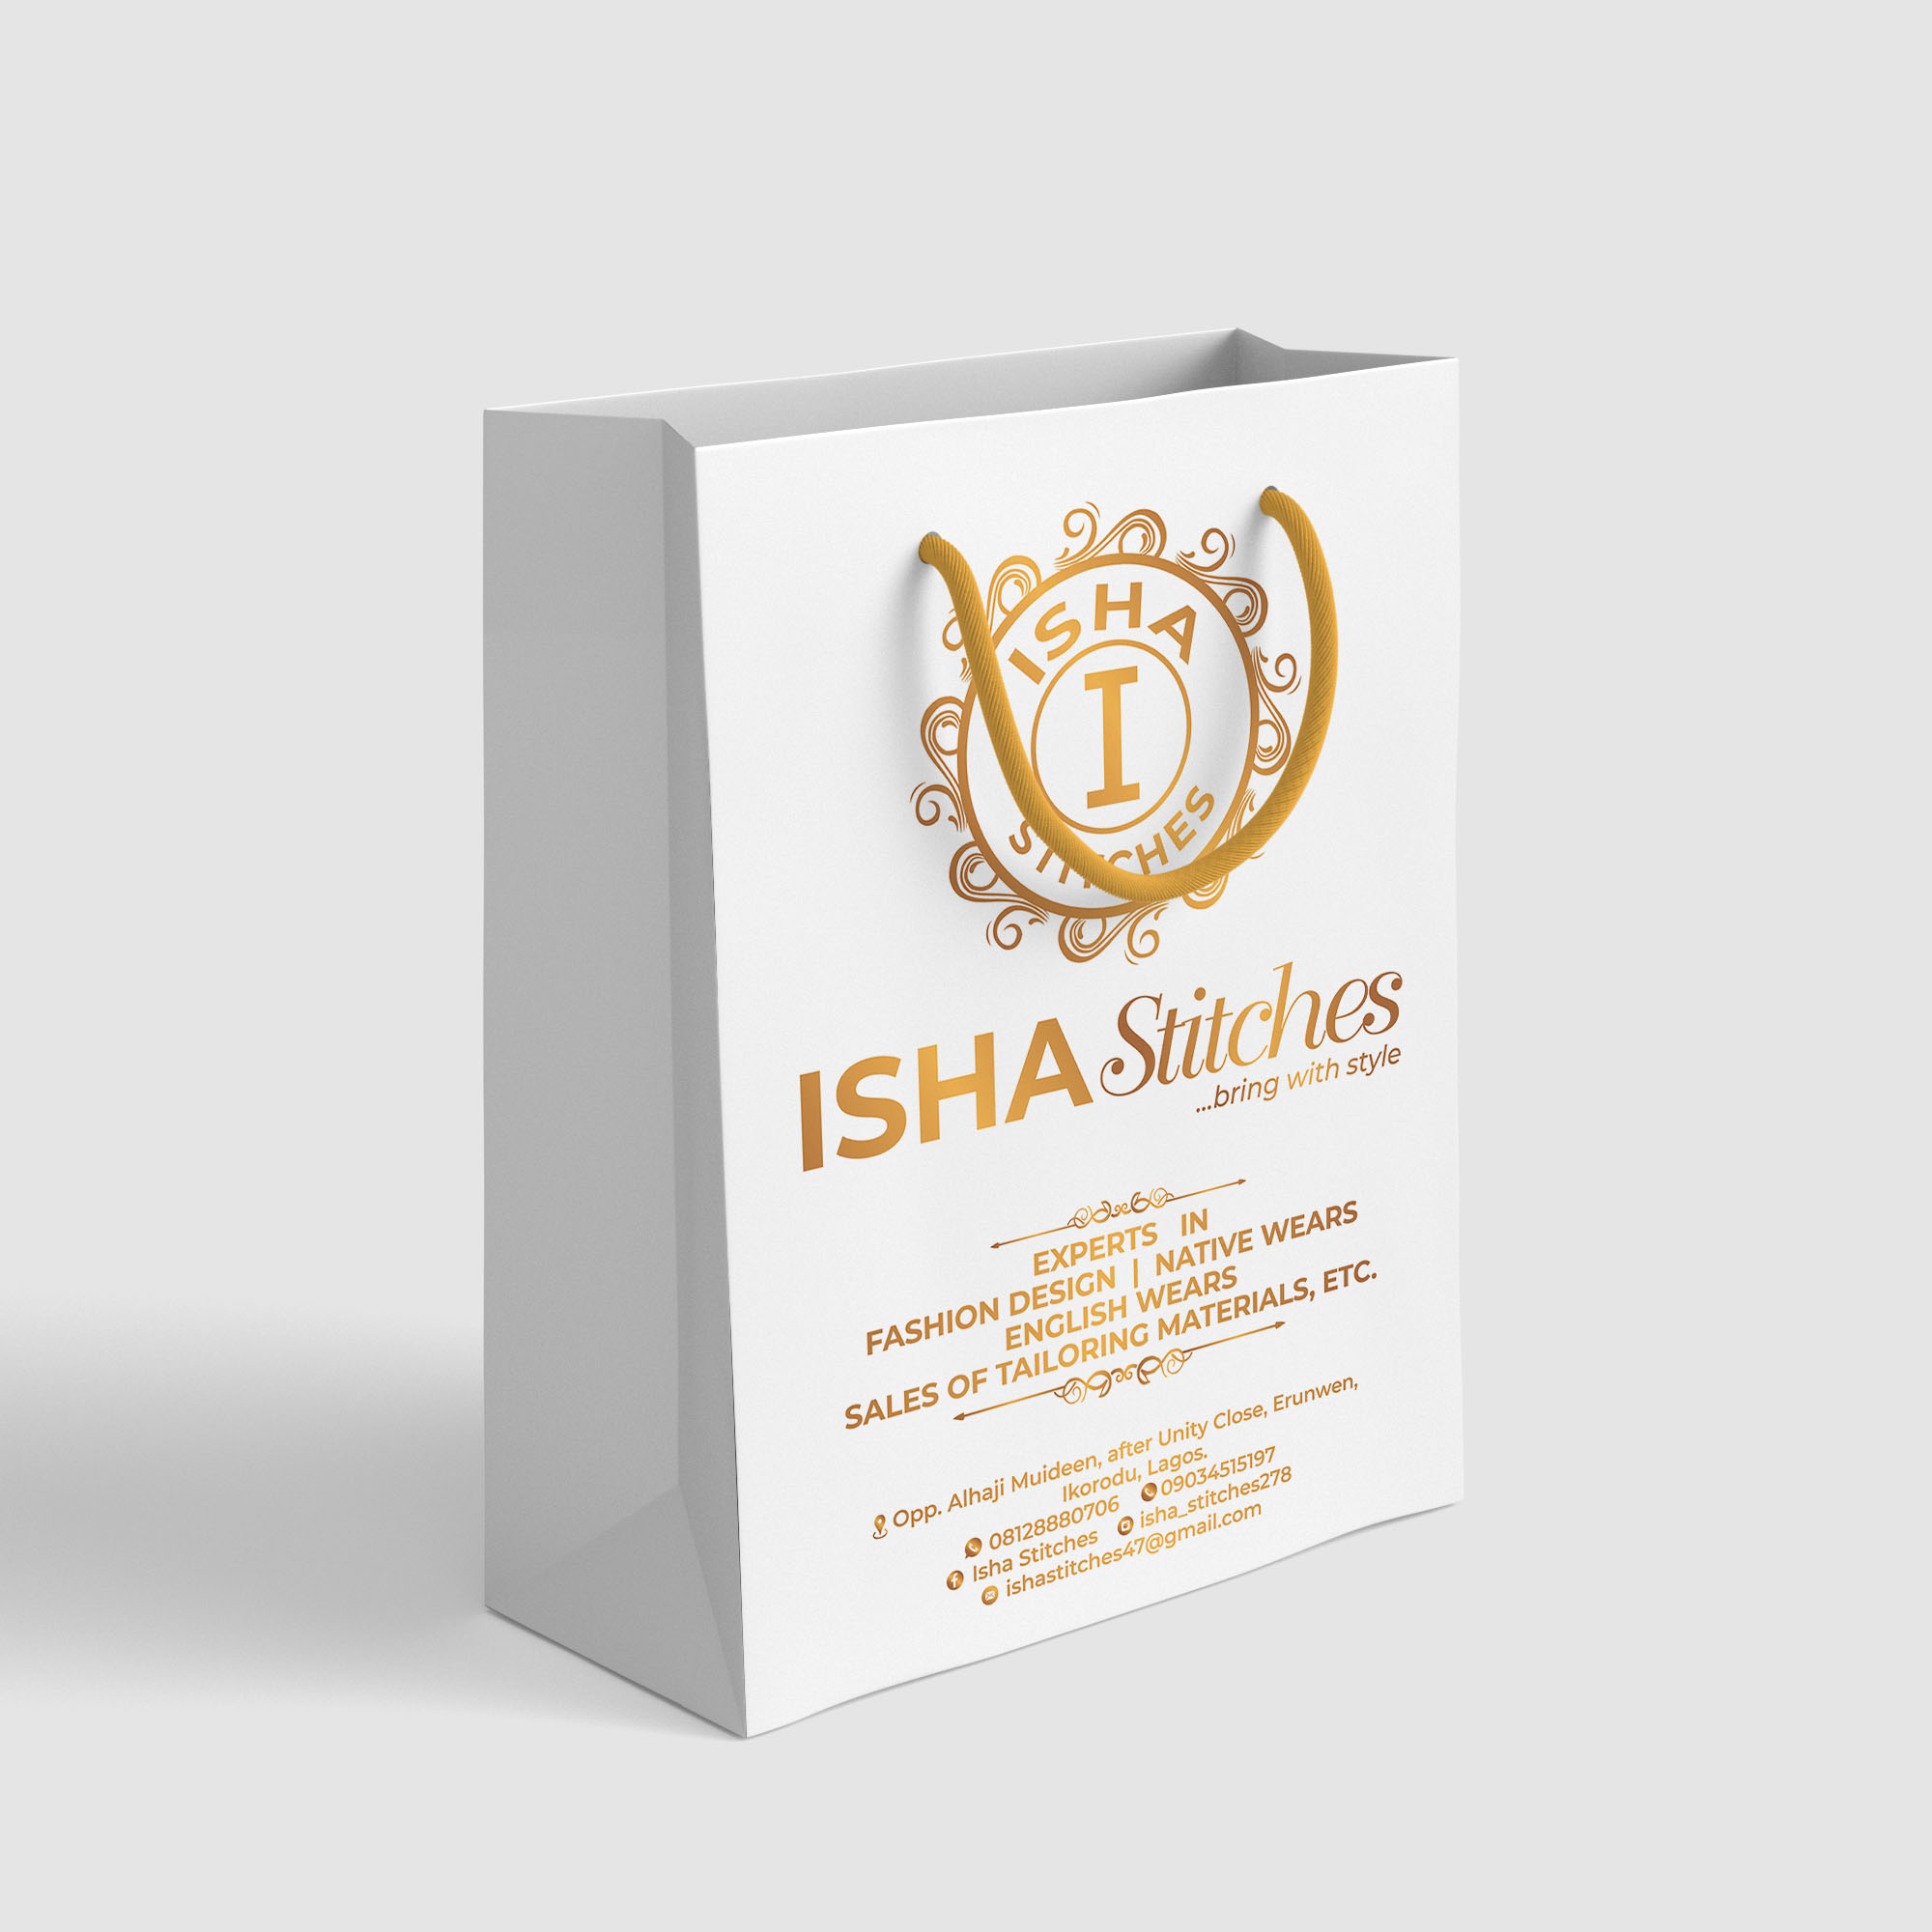 ISHA
I
STITCHES
ISHA Stitches
...bring with style
EXPERTS IN
FASHION DESIGN | NATIVE WEARS
ENGLISH WEARS
SALES OF TAILORING MATERIALS, ETC.
Opp. Alhaji Muideen, after Unity Close, Erunwen,
Ikorodu, Lagos.
08128880706 09034515197
Isha Stitches isha_stitches278
ishastitches47@gmail.com